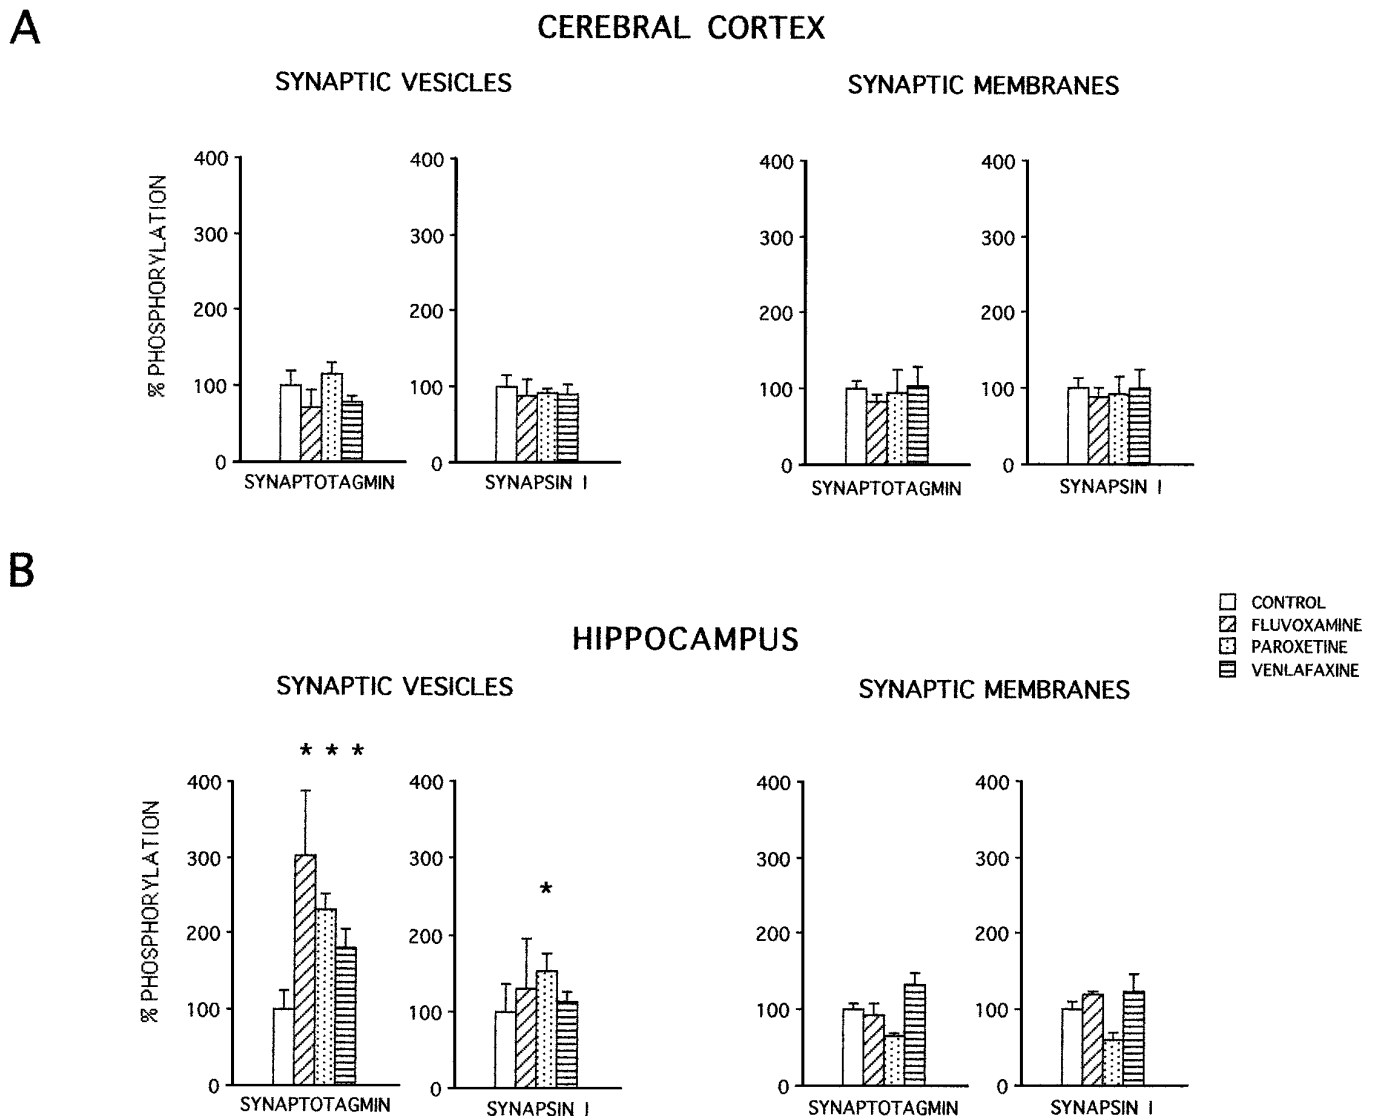 A
CEREBRAL CORTEX
SYNAPTIC VESICLES
SYNAPTIC MEMBRANES
% PHOSPHORYLATION
400
300
200
100
0
SYNAPTOTAGMIN
400
300
200
100
0
SYNAPSIN I
400
300
200
100
0
SYNAPTOTAGMIN
400
300
200
100
0
SYNAPSIN I
B
HIPPOCAMPUS
CONTROL
FLUVOXAMINE
PAROXETINE
VENLAFAXINE
SYNAPTIC VESICLES
SYNAPTIC MEMBRANES
% PHOSPHORYLATION
* * *
400
300
200
100
0
SYNAPTOTAGMIN
*
400
300
200
100
0
SYNAPSIN I
400
300
200
100
0
SYNAPTOTAGMIN
400
300
200
100
0
SYNAPSIN I